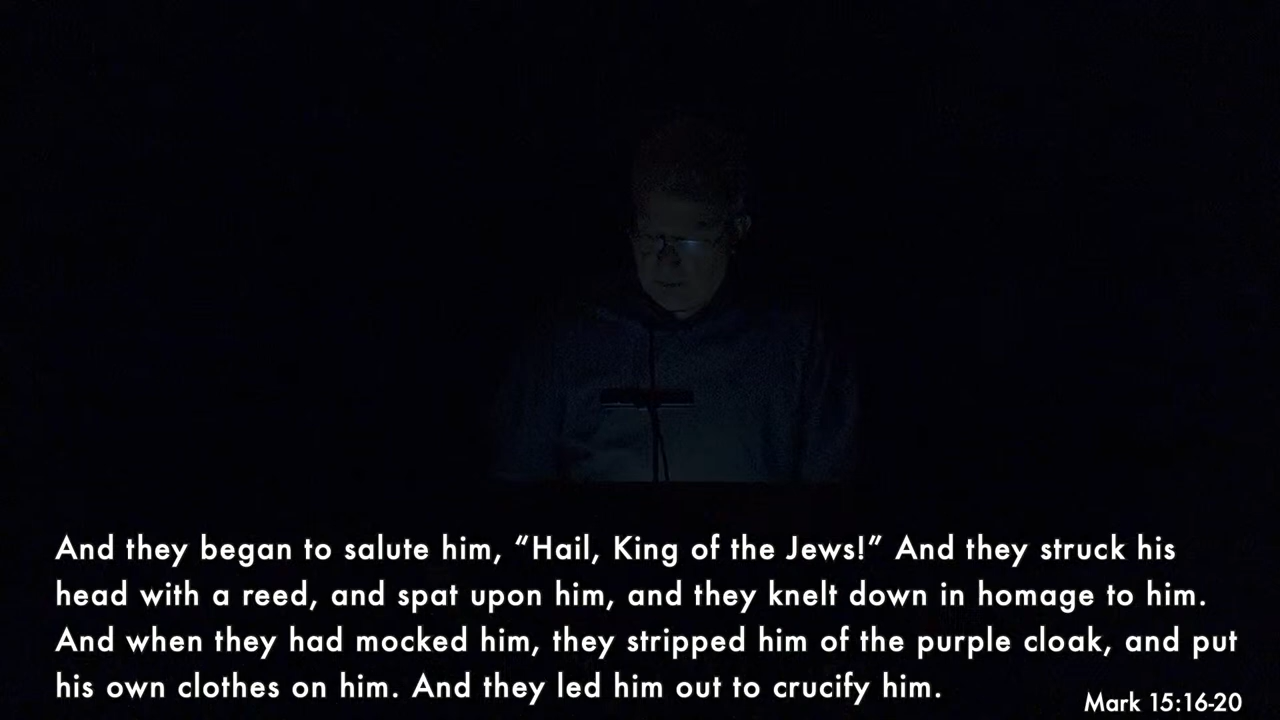 And they began to salute him, “Hail, King of the Jews!” And they struck his
head with a reed, and spat upon him, and they knelt down in homage to him.
And when they had mocked him, they stripped him of the purple cloak, and put
his own clothes on him. And they led him out to crucify him.
Mark 15:16-20